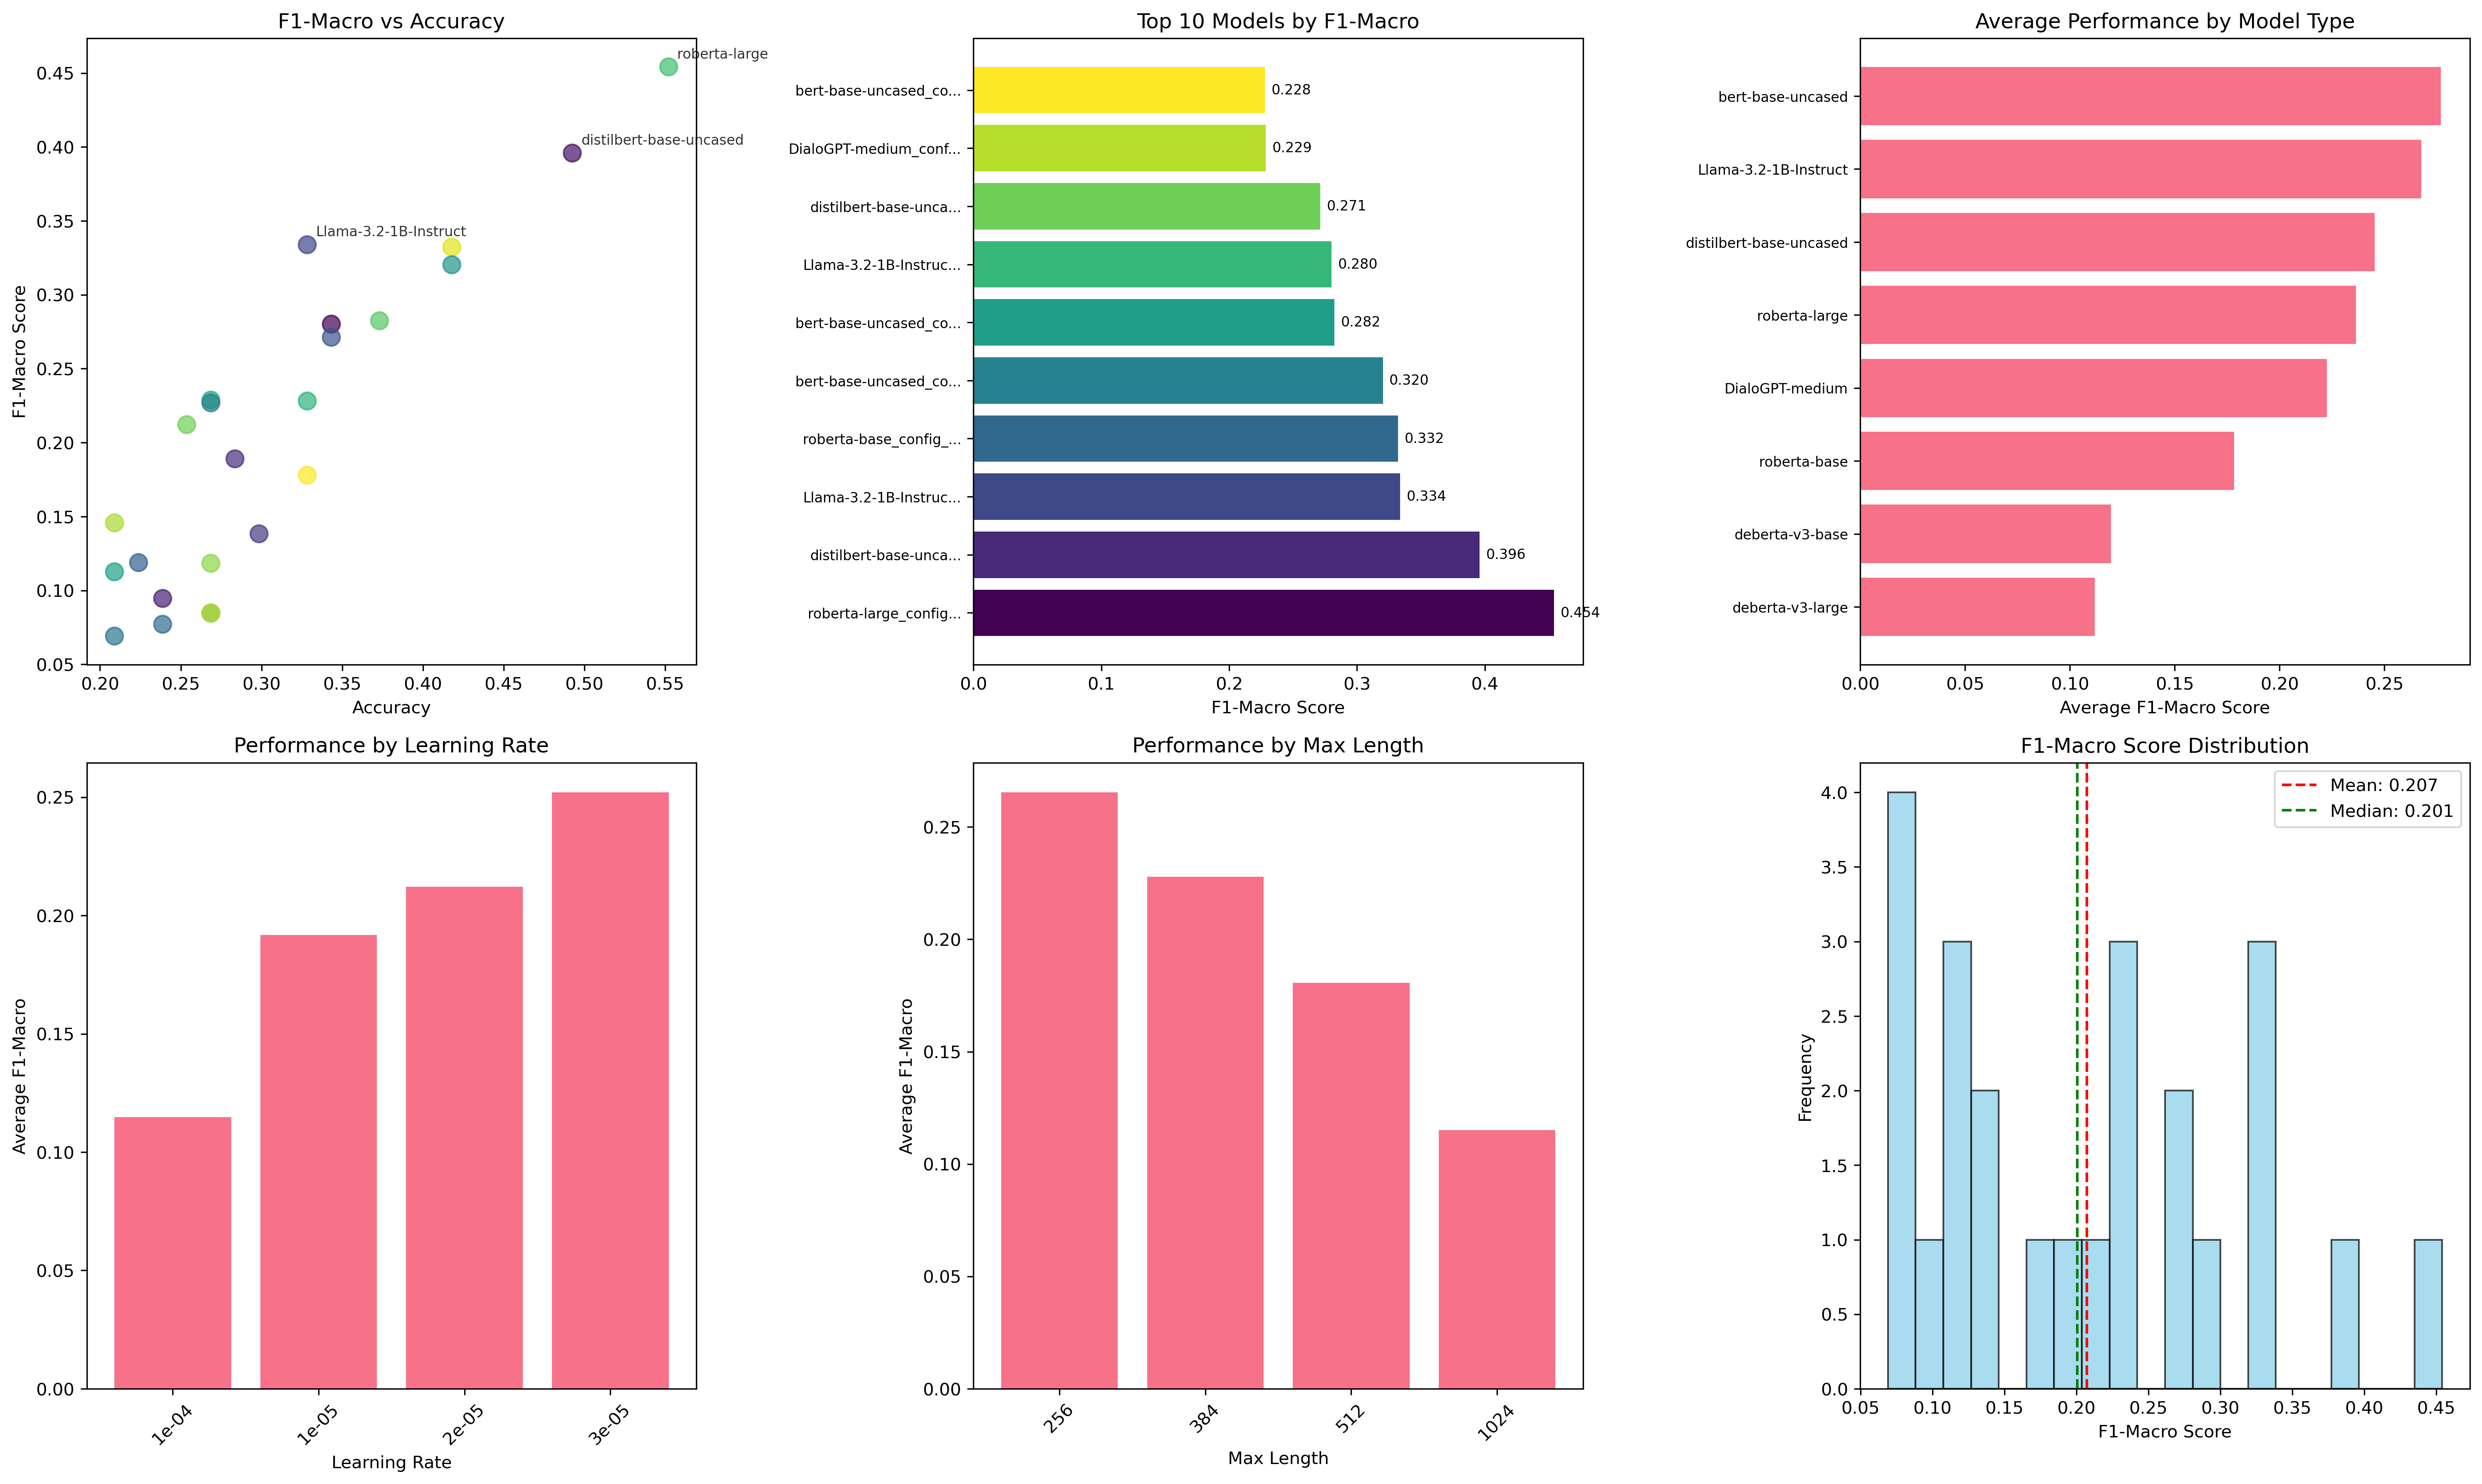 F1-Macro vs Accuracy
roberta-large
distilbert-base-uncased
Llama-3.2-1B-Instruct
F1-Macro Score
0.45
0.40
0.35
0.30
0.25
0.20
0.15
0.10
0.05
0.20 0.25 0.30 0.35 0.40 0.45 0.50 0.55
Accuracy
Top 10 Models by F1-Macro
bert-base-uncased_co... 0.228
DialoGPT-medium_conf... 0.229
distilbert-base-unca... 0.271
Llama-3.2-1B-Instruc... 0.280
bert-base-uncased_co... 0.282
bert-base-uncased_co... 0.320
roberta-base_config_... 0.332
Llama-3.2-1B-Instruc... 0.334
distilbert-base-unca... 0.396
roberta-large_config... 0.454
0.0 0.1 0.2 0.3 0.4
F1-Macro Score
Average Performance by Model Type
bert-base-uncased
Llama-3.2-1B-Instruct
distilbert-base-uncased
roberta-large
DialoGPT-medium
roberta-base
deberta-v3-base
deberta-v3-large
0.00 0.05 0.10 0.15 0.20 0.25
Average F1-Macro Score
Performance by Learning Rate
Average F1-Macro
0.25
0.20
0.15
0.10
0.05
0.00
1e-04 1e-05 2e-05 3e-05
Learning Rate
Performance by Max Length
Average F1-Macro
0.25
0.20
0.15
0.10
0.05
0.00
256 384 512 1024
Max Length
F1-Macro Score Distribution
Mean: 0.207
Median: 0.201
Frequency
4.0
3.5
3.0
2.5
2.0
1.5
1.0
0.5
0.0
0.05 0.10 0.15 0.20 0.25 0.30 0.35 0.40 0.45
F1-Macro Score